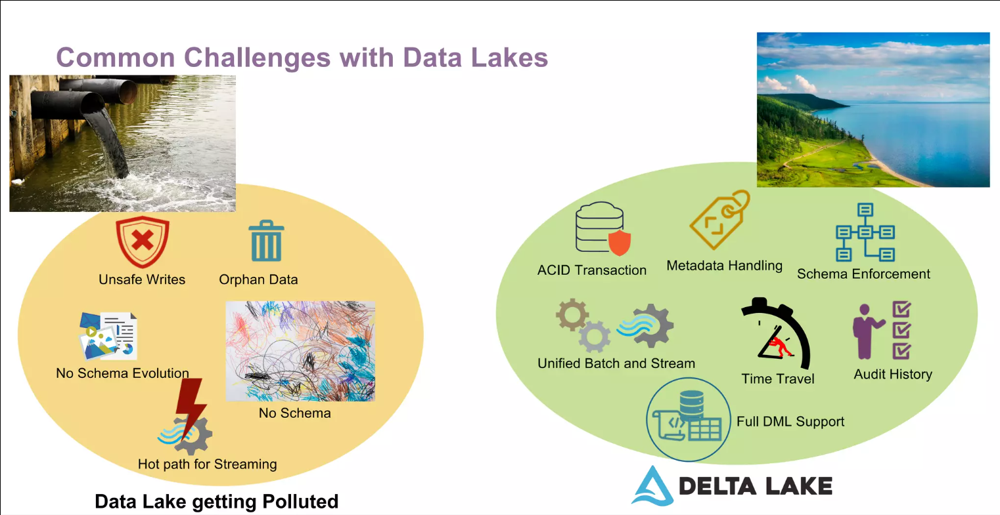 Common Challenges with Data Lakes
Unsafe Writes
Orphan Data
No Schema Evolution
No Schema
Hot path for Streaming
Data Lake getting Polluted
ACID Transaction
Metadata Handling
Schema Enforcement
Unified Batch and Stream
Time Travel
Audit History
Full DML Support
DELTA LAKE